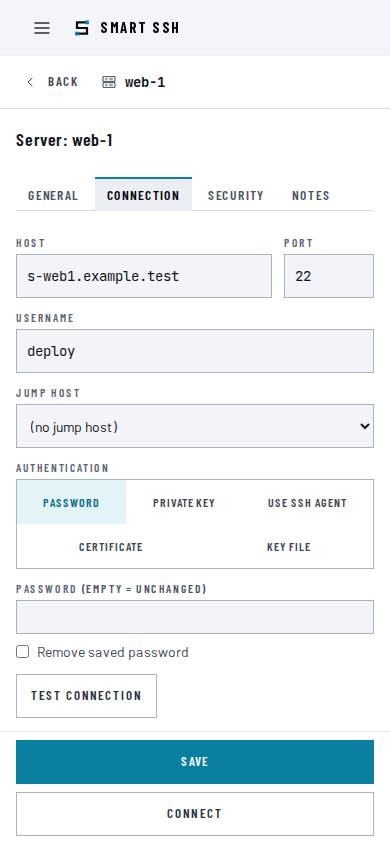 SMART SSH
BACK web-1
Server: web-1
GENERAL CONNECTION SECURITY NOTES
HOST PORT
s-web1.example.test 22
USERNAME
deploy
JUMP HOST
(no jump host)
AUTHENTICATION
PASSWORD PRIVATE KEY USE SSH AGENT
CERTIFICATE KEY FILE
PASSWORD (EMPTY = UNCHANGED)
Remove saved password
TEST CONNECTION
SAVE
CONNECT